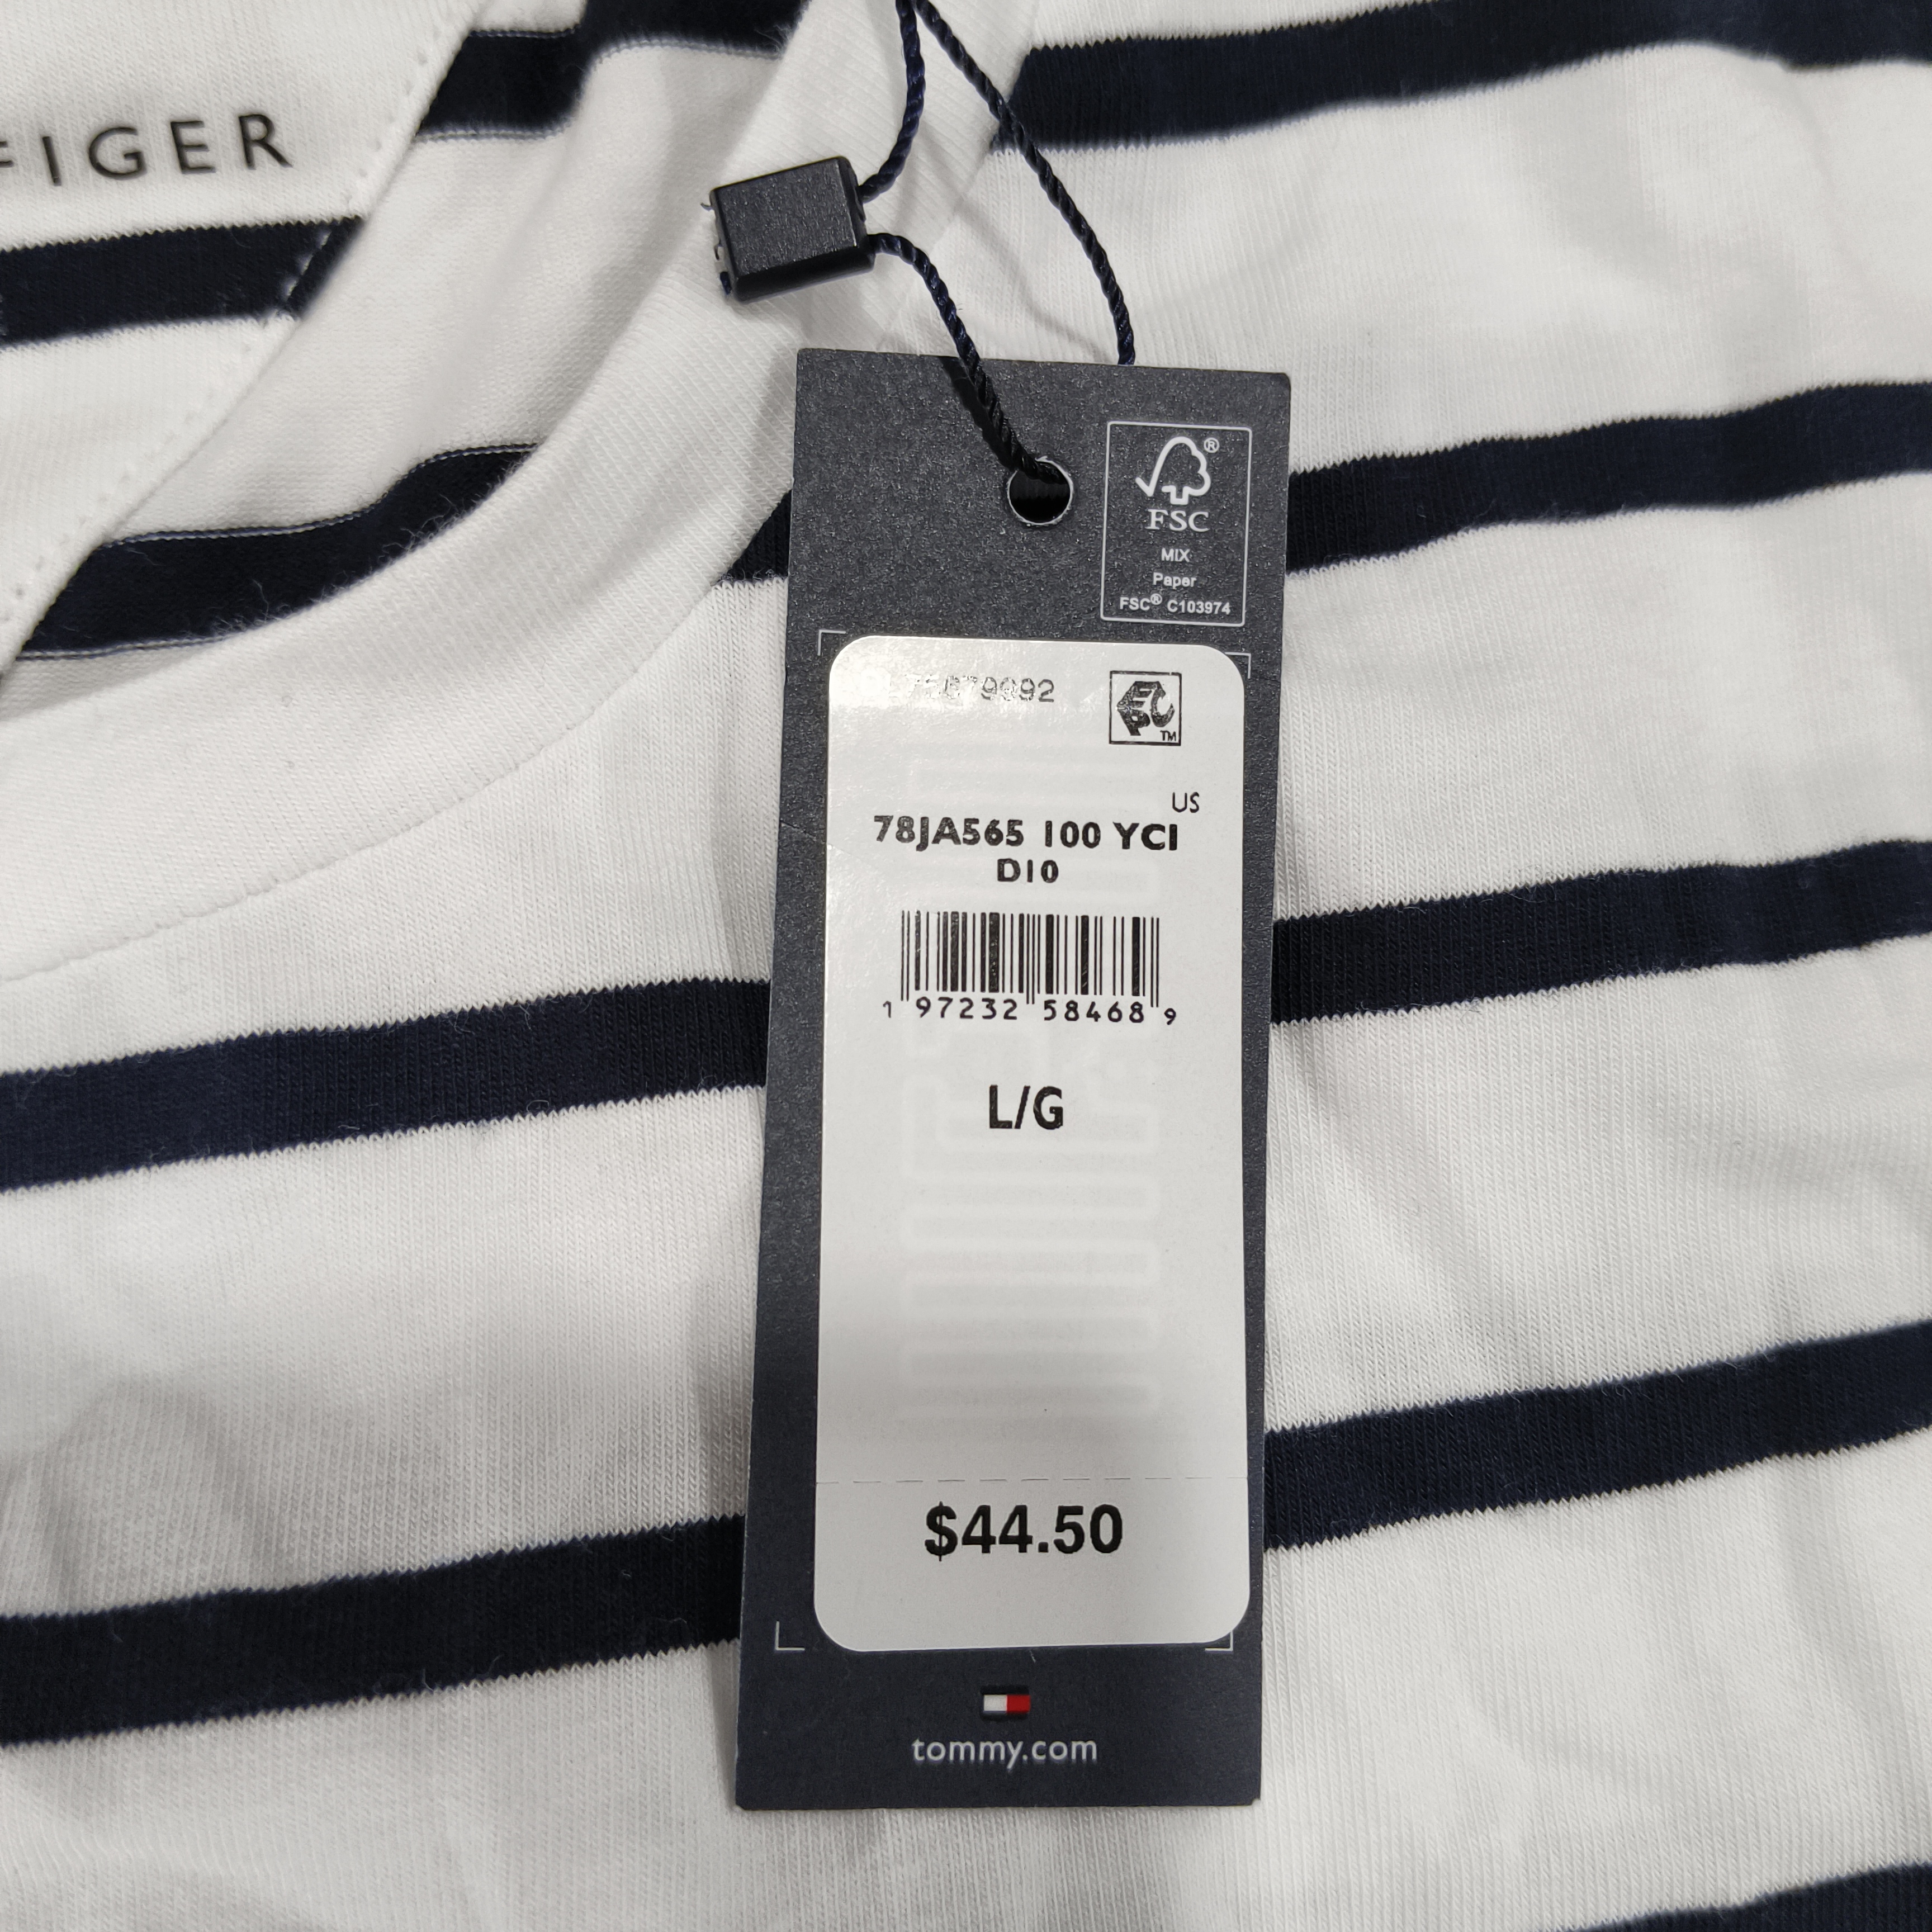 FIGER
FSC®
MIX
Paper
FSC® C103974
US
78JA565 100 YCI
D10
1 97232 58468 9
L/G
$44.50
tommy.com